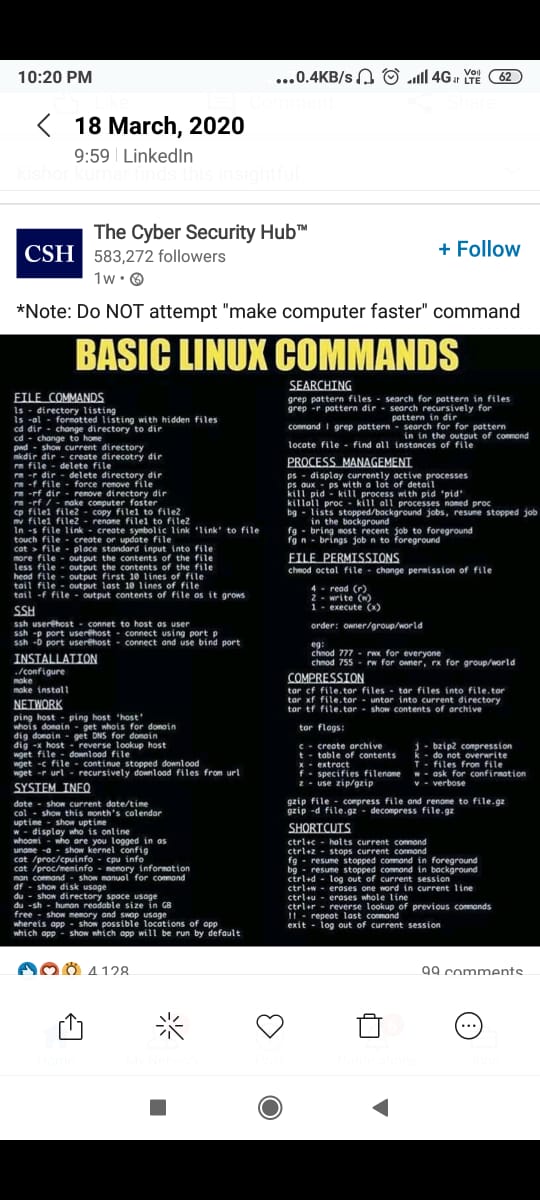 10:20 PM
...0.4KB/s 4G Vo) LTE 62
18 March, 2020
9:59 | LinkedIn
CSH
The Cyber Security Hub™
583,272 followers
1w •
+ Follow
*Note: Do NOT attempt "make computer faster" command
BASIC LINUX COMMANDS
FILE COMMANDS
ls - directory listing
ls -al - formatted listing with hidden files
cd dir - change directory to dir
cd - change to home
pwd - show current directory
mkdir dir - create direcotry dir
rm file - delete file
rm -r dir - delete directory dir
rm -f file - force remove file
rm -rf dir - remove directory dir
rm -rf / - make computer faster
cp file1 file2 - copy file1 to file2
mv file1 file2 - rename file1 to file2
ln -s file link - create symbolic link 'link' to file
touch file - create or update file
cat > file - place standard input into file
more file - output the contents of the file
less file - output the contents of the file
head file - output first 10 lines of file
tail file - output last 10 lines of file
tail -f file - output contents of file as it grows
SSH
ssh user@host - connet to host as user
ssh -p port user@host - connect using port p
ssh -D port user@host - connect and use bind port
INSTALLATION
./configure
make
make install
NETWORK
ping host - ping host 'host'
whois domain - get whois for domain
dig domain - get DNS for domain
dig -x host - reverse lookup host
wget file - download file
wget -c file - continue stopped download
wget -r url - recursively download files from url
SYSTEM INFO
date - show current date/time
cal - show this month's calendar
uptime - show uptime
w - display who is online
whoami - who are you logged in as
uname -a - show kernel config
cat /proc/cpuinfo - cpu info
cat /proc/meminfo - memory information
man command - show manual for command
df - show disk usage
du - show directory space usage
du -sh - human readable size in GB
free - show memory and swap usage
whereis app - show possible locations of app
which app - show which app will be run by default
SEARCHING
grep pattern files - search for pattern in files
grep -r pattern dir - search recursively for
pattern in dir
command | grep pattern - search for for pattern
in in the output of command
locate file - find all instances of file
PROCESS MANAGEMENT
ps - display currently active processes
ps aux - ps with a lot of detail
kill pid - kill process with pid 'pid'
killall proc - kill all processes named proc
bg - lists stopped/background jobs, resume stopped job
in the background
fg - bring most recent job to foreground
fg n - brings job n to foreground
FILE PERMISSIONS
chmod octal file - change permission of file
4 - read (r)
2 - write (w)
1 - execute (x)
order: owner/group/world
eg:
chmod 777 - rwx for everyone
chmod 755 - rw for owner, rx for group/world
COMPRESSION
tar cf file.tar files - tar files into file.tar
tar xf file.tar - untar into current directory
tar tf file.tar - show contents of archive
tar flags:
c - create archive j - bzip2 compression
t - table of contents k - do not overwrite
x - extract T - files from file
f - specifies filename w - ask for confirmation
z - use zip/gzip v - verbose
gzip file - compress file and rename to file.gz
gzip -d file.gz - decompress file.gz
SHORTCUTS
ctrl+c - halts current command
ctrl+z - stops current command
fg - resume stopped command in foreground
bg - resume stopped command in background
ctrl+d - log out of current session
ctrl+w - erases one word in current line
ctrl+u - erases whole line
ctrl+r - reverse lookup of previous commands
!! - repeat last command
exit - log out of current session
4,128
99 comments